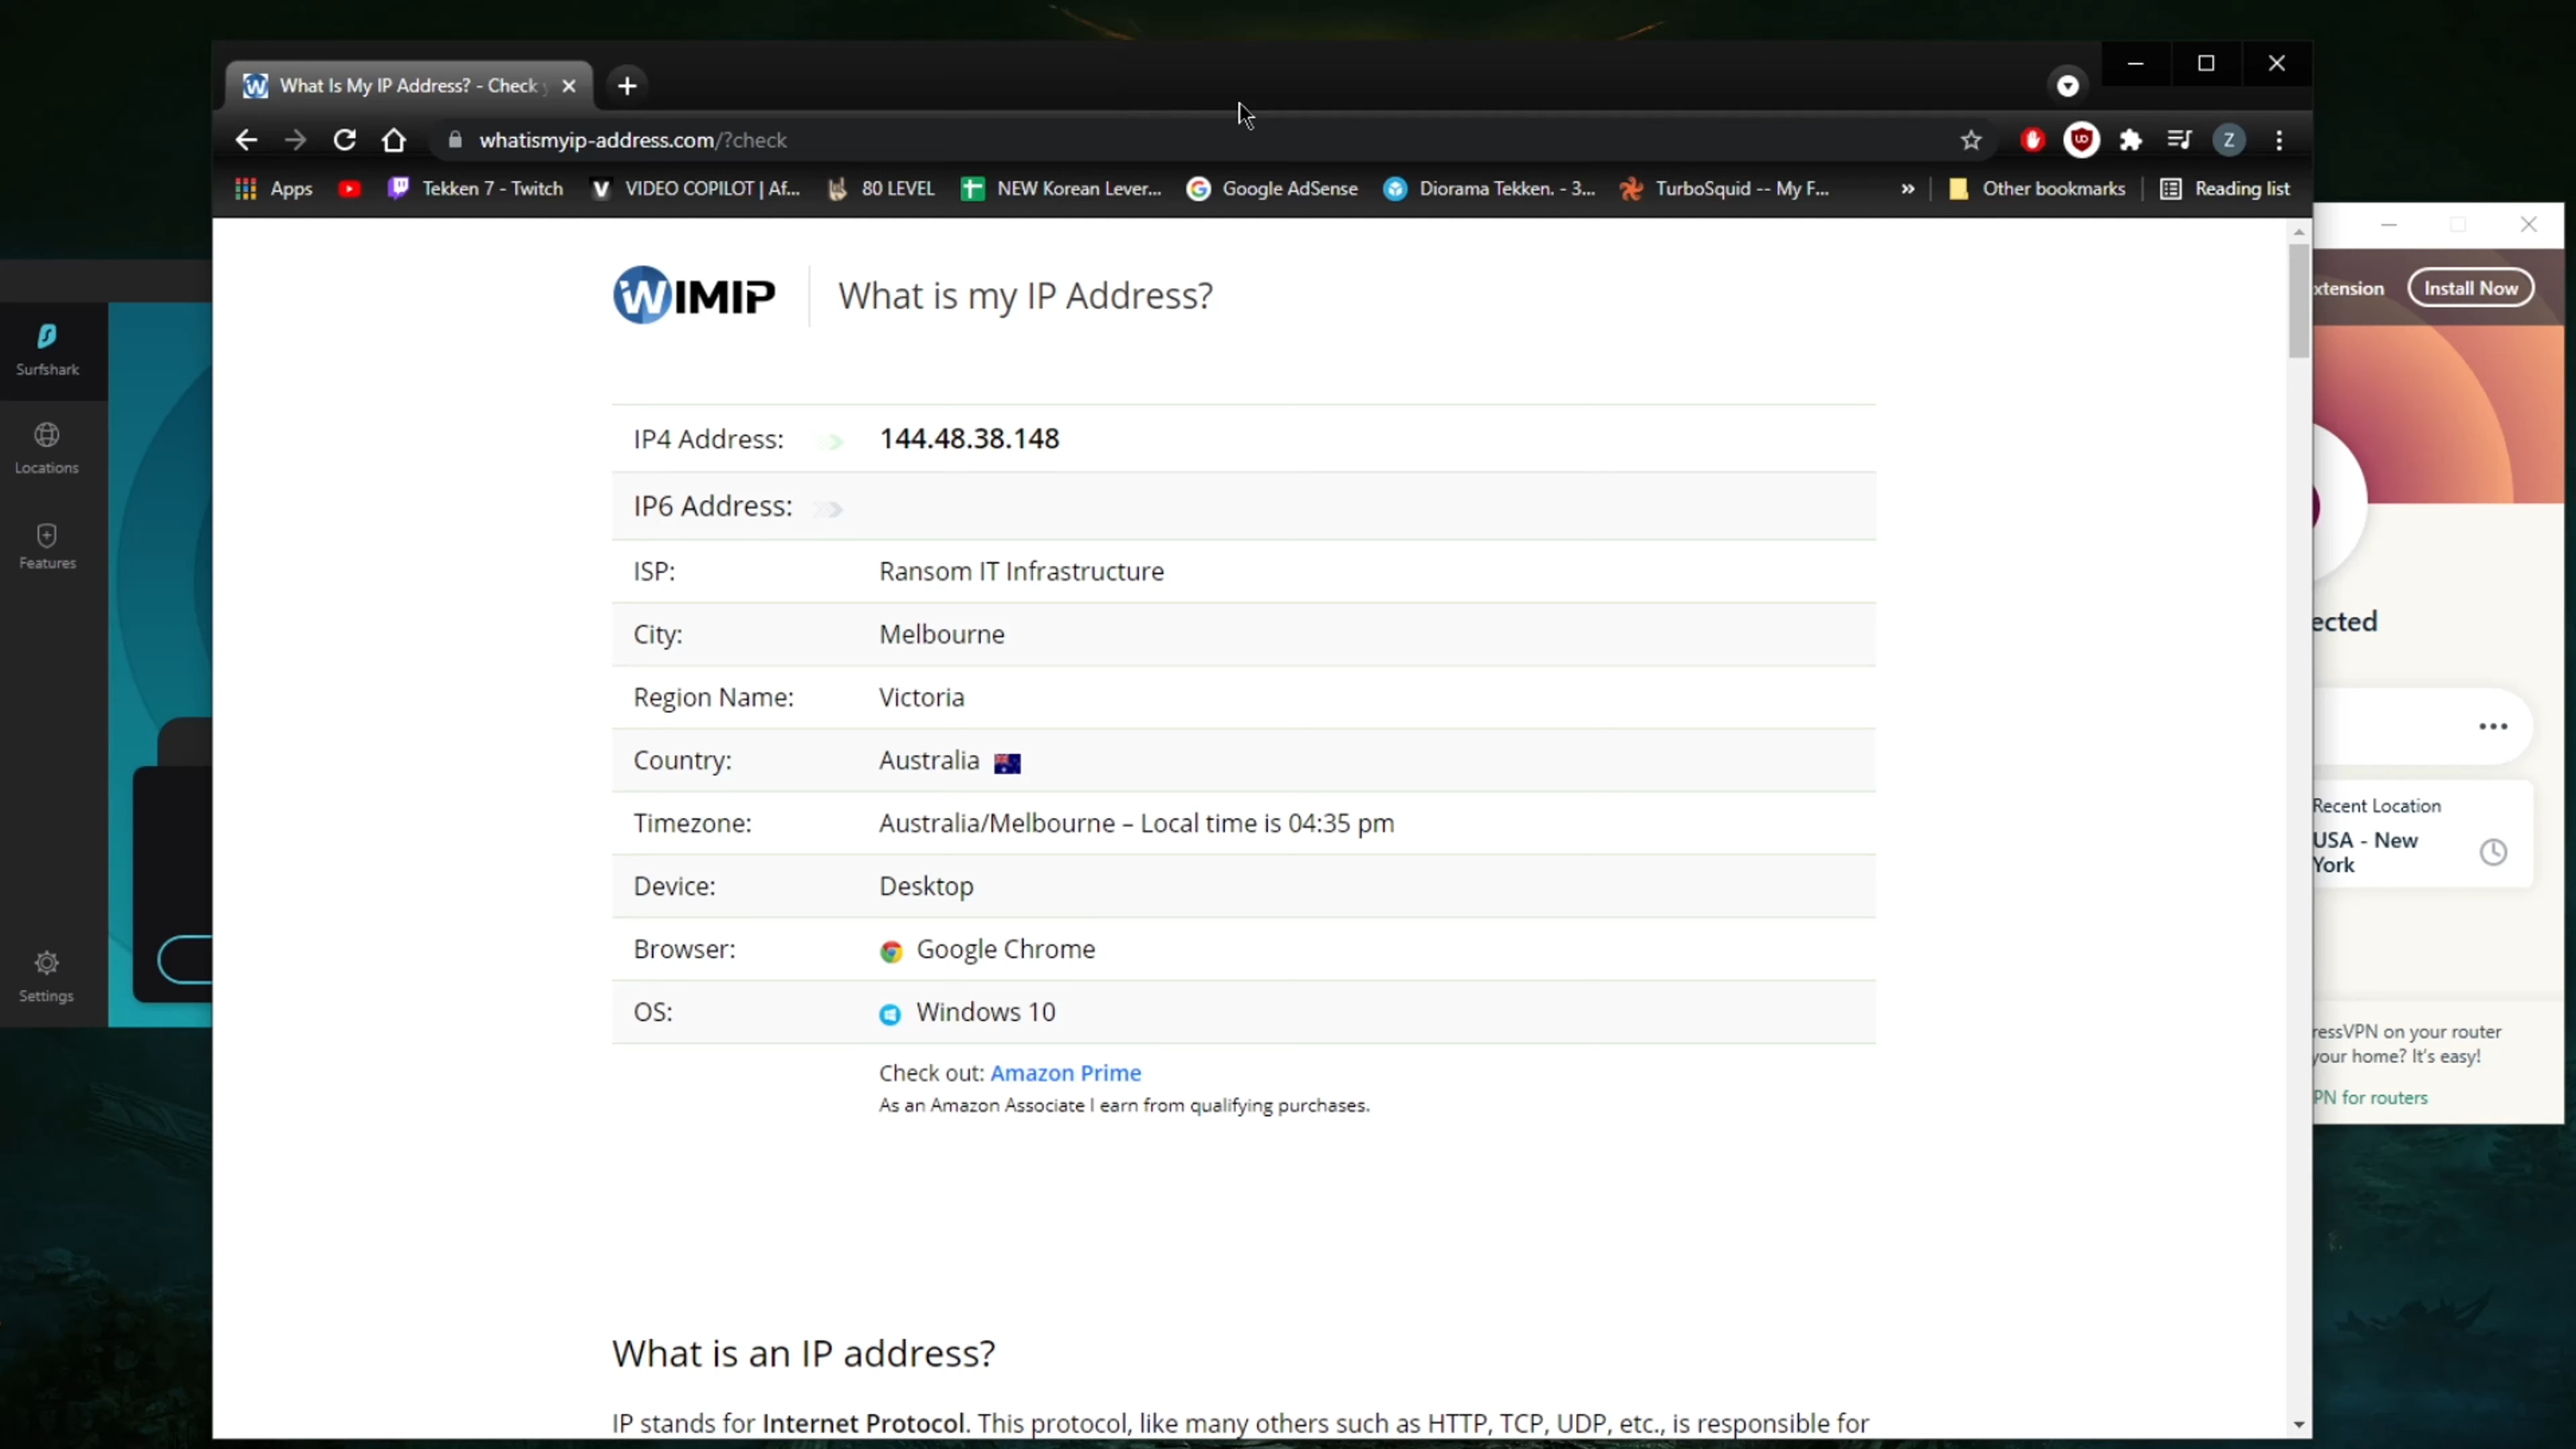 What Is My IP Address? - Check
whatismyip-address.com/?check
Apps Tekken 7 - Twitch VIDEO COPILOT | Af... 80 LEVEL NEW Korean Lever... Google AdSense Diorama Tekken. - 3... TurboSquid -- My F... » Other bookmarks Reading list
Z
WIMIP What is my IP Address?
IP4 Address: 144.48.38.148
IP6 Address:
ISP: Ransom IT Infrastructure
City: Melbourne
Region Name: Victoria
Country: Australia
Timezone: Australia/Melbourne – Local time is 04:35 pm
Device: Desktop
Browser: Google Chrome
OS: Windows 10
Check out: Amazon Prime
As an Amazon Associate I earn from qualifying purchases.
What is an IP address?
IP stands for Internet Protocol. This protocol, like many others such as HTTP, TCP, UDP, etc., is responsible for
Surfshark
Locations
Features
Settings
xtension Install Now
ected
Recent Location
USA - New
York
ressVPN on your router
your home? It's easy!
PN for routers